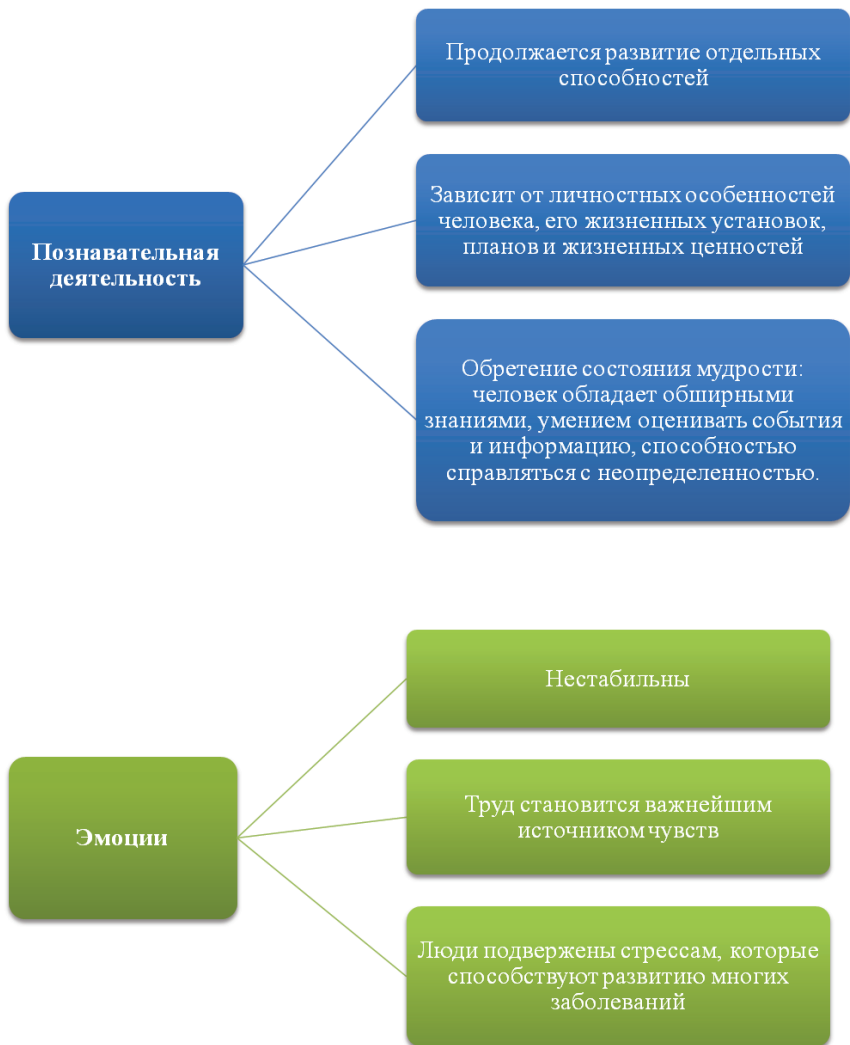 Познавательная
деятельность
Продолжается развитие отдельных
способностей
Зависит от личностных особенностей
человека, его жизненных установок,
планов и жизненных ценностей
Обретение состояния мудрости:
человек обладает обширными
знаниями, умением оценивать события
и информацию, способностью
справляться с неопределенностью.
Эмоции
Нестабильны
Труд становится важнейшим
источником чувств
Люди подвержены стрессам, которые
способствуют развитию многих
заболеваний